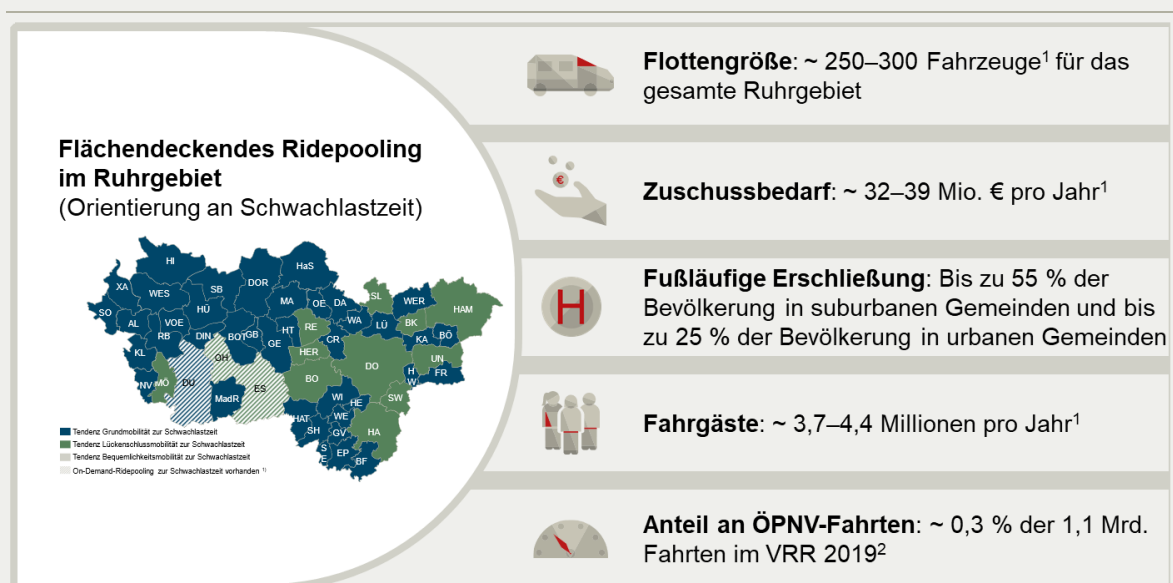 Flächendeckendes Ridepooling
im Ruhrgebiet
(Orientierung an Schwachlastzeit)
HI
HaS
XA
WES
SB
DOR
SL
WER
HAM
SO
AL
HÜ
MA
OE
DA
WA
LÜ
BK
VOE
RB
DIN
BOT
GB
GE
HT
RE
CR
KA
BÖ
KL
OH
HER
DO
UN
NV
MÖ
DU
MadR
ES
BO
H
W
FR
WI
HE
SW
HAT
WE
SH
GV
HA
S
E
EP
BF
Tendenz Grundmobilität zur Schwachlastzeit
Tendenz Lückenschlussmobilität zur Schwachlastzeit
Tendenz Bequemlichkeitsmobilität zur Schwachlastzeit
On-Demand-Ridepooling zur Schwachlastzeit vorhanden ¹⁾
Flottengröße: ~ 250–300 Fahrzeuge¹ für das
gesamte Ruhrgebiet
€
Zuschussbedarf: ~ 32–39 Mio. € pro Jahr¹
H
Fußläufige Erschließung: Bis zu 55 % der
Bevölkerung in suburbanen Gemeinden und bis
zu 25 % der Bevölkerung in urbanen Gemeinden
Fahrgäste: ~ 3,7–4,4 Millionen pro Jahr¹
Anteil an ÖPNV-Fahrten: ~ 0,3 % der 1,1 Mrd.
Fahrten im VRR 2019²